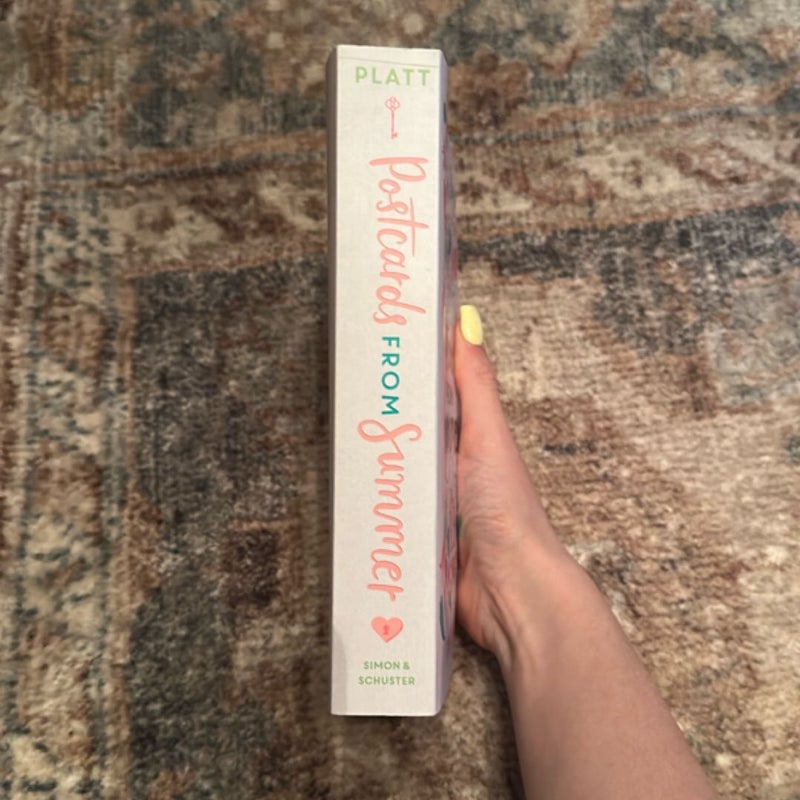 PLATT
Postcards FROM Summer
SIMON &
SCHUSTER